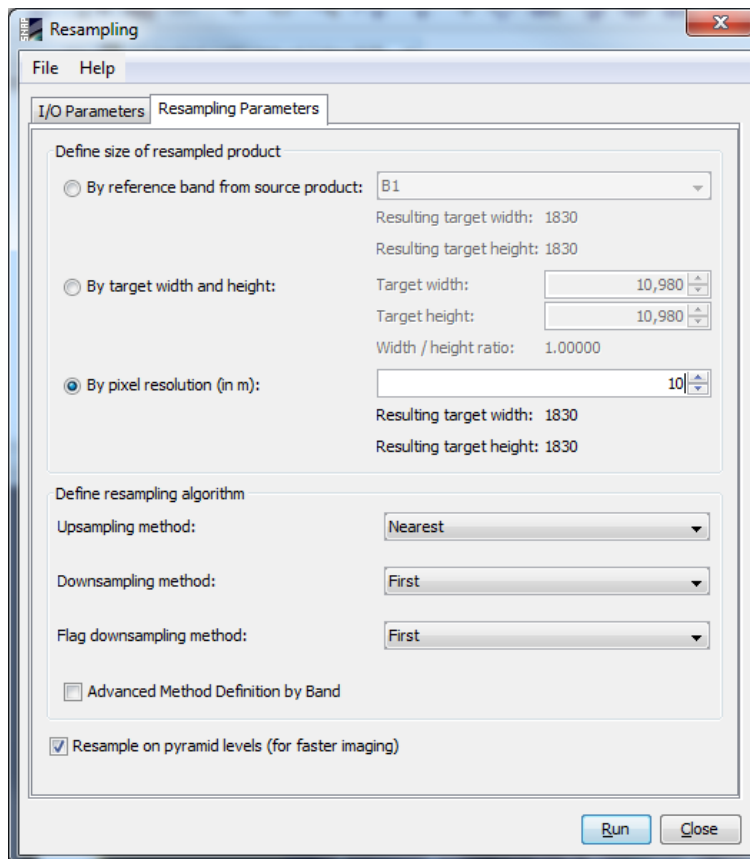 SNAP
Resampling
X
File Help
I/O Parameters Resampling Parameters
Define size of resampled product
By reference band from source product: B1
Resulting target width: 1830
Resulting target height: 1830
By target width and height: Target width: 10,980
Target height: 10,980
Width / height ratio: 1.00000
By pixel resolution (in m): 10
Resulting target width: 1830
Resulting target height: 1830
Define resampling algorithm
Upsampling method: Nearest
Downsampling method: First
Flag downsampling method: First
Advanced Method Definition by Band
Resample on pyramid levels (for faster imaging)
Run Close